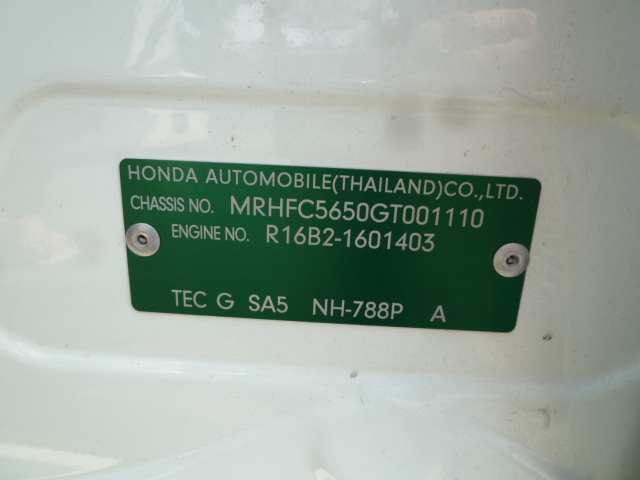 HONDA AUTOMOBILE(THAILAND)CO.,LTD.
CHASSIS NO. MRHFC5650GT001110
ENGINE NO. R16B2-1601403
TEC G SA5 NH-788P A